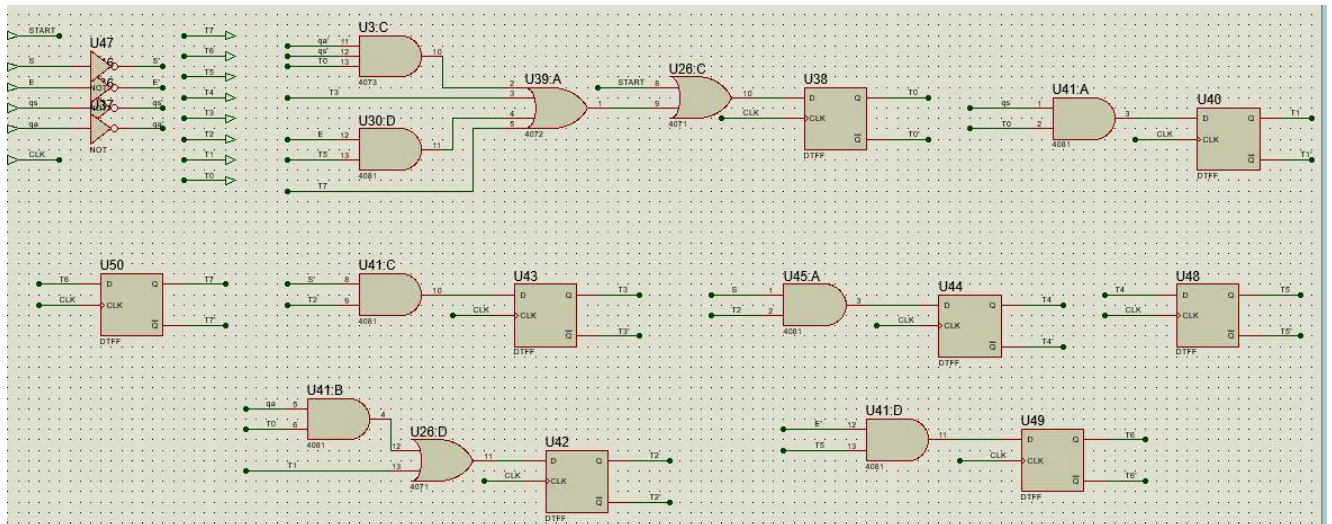 START
S
E
qs
qa
CLK
U47
NOT
U37
NOT
S'
E'
qs'
qa'
T7
T6
T5
T4
T3
T2
T1
T0
U3:C
qa' 11
qs' 12
T0 13
10
4073
T3
U30:D
E 12
T5 13
11
4081
T7
U39:A
2
3
4
5
1
4072
START
U26:C
8
9
10
4071
CLK
U38
D Q
CLK
Q
DTFF
T0
T0'
U41:A
qs 1
T0 2
3
4081
CLK
U40
D Q
CLK
Q
DTFF
T1
T1'
U50
T6 D Q T7
CLK CLK
Q T7'
DTFF
U41:C
S' 8
T2 9
10
4081
CLK
U43
D Q T3
CLK
Q T3'
DTFF
U45:A
S 1
T2 2
3
4081
CLK
U44
D Q T4
CLK
Q T4'
DTFF
U48
T4 D Q T5
CLK CLK
Q T5'
DTFF
U41:B
qa 5
T0 6
4
4081
T1
U26:D
12
13
11
4071
CLK
U42
D Q T2
CLK
Q T2'
DTFF
U41:D
E' 12
T5 13
11
4081
CLK
U49
D Q T6
CLK
Q T6'
DTFF